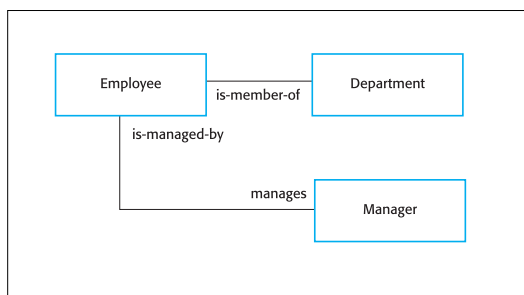 Employee
Department
is-member-of
is-managed-by
manages
Manager